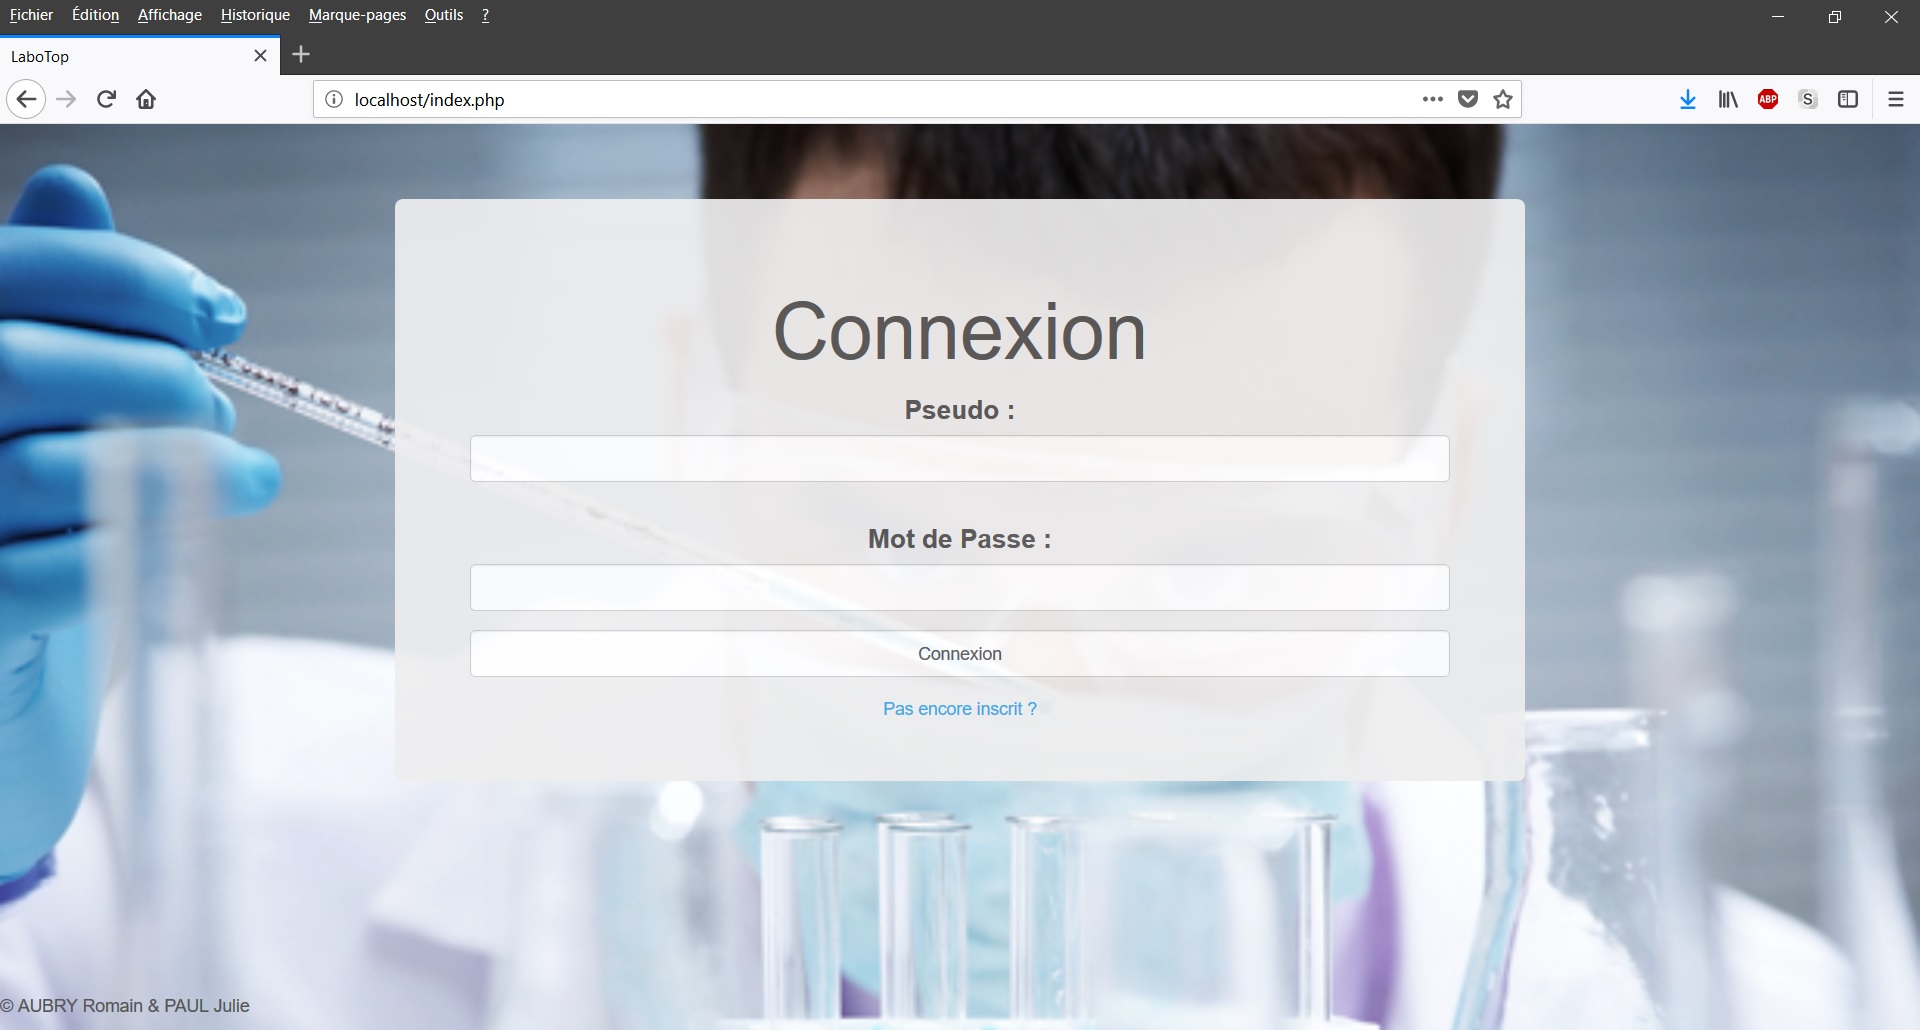 Fichier Édition Affichage Historique Marque-pages Outils ?
LaboTop
localhost/index.php
ABP
S
Connexion
Pseudo :
Mot de Passe :
Connexion
Pas encore inscrit ?
© AUBRY Romain & PAUL Julie